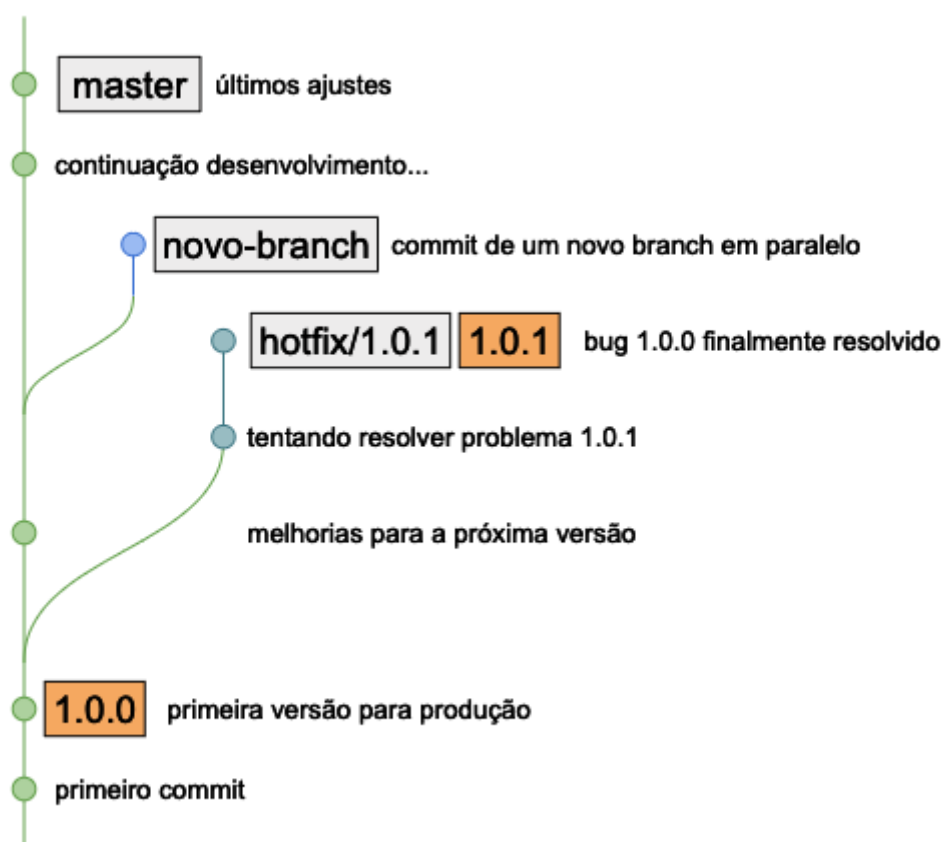 master últimos ajustes
continuação desenvolvimento...
novo-branch commit de um novo branch em paralelo
hotfix/1.0.1 1.0.1 bug 1.0.0 finalmente resolvido
tentando resolver problema 1.0.1
melhorias para a próxima versão
1.0.0 primeira versão para produção
primeiro commit